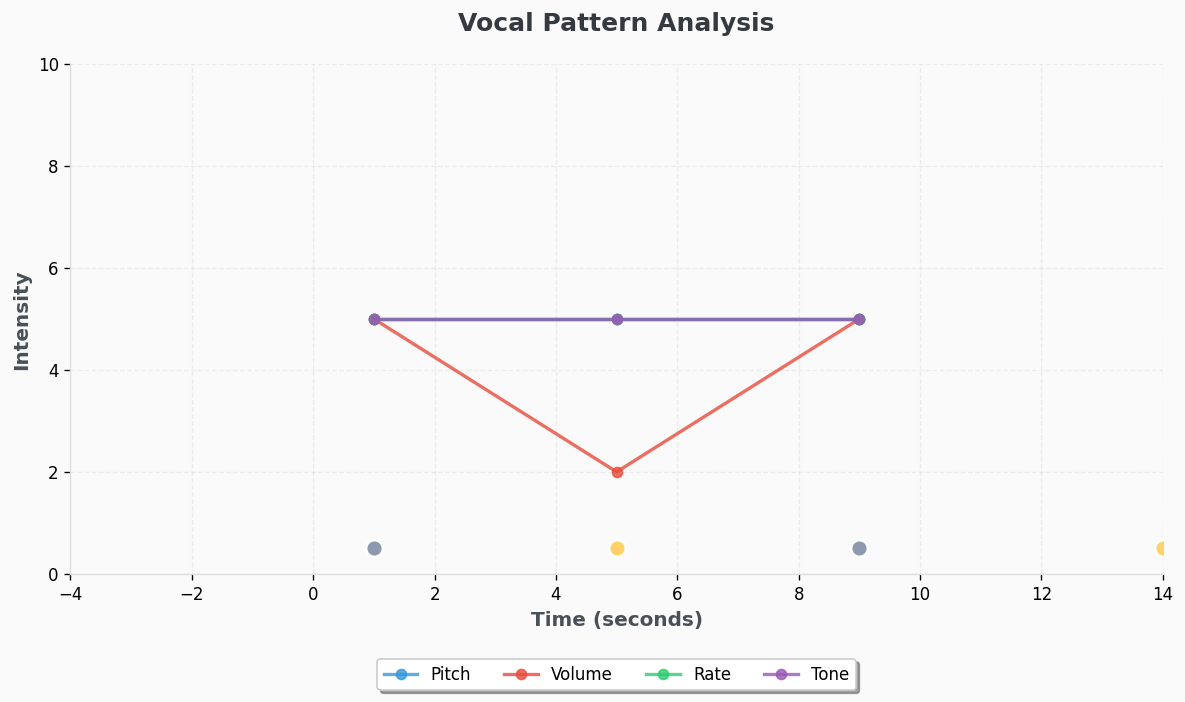 Vocal Pattern Analysis
10
8
6
4
2
0
Intensity
−4 −2 0 2 4 6 8 10 12 14
Time (seconds)
Pitch Volume Rate Tone